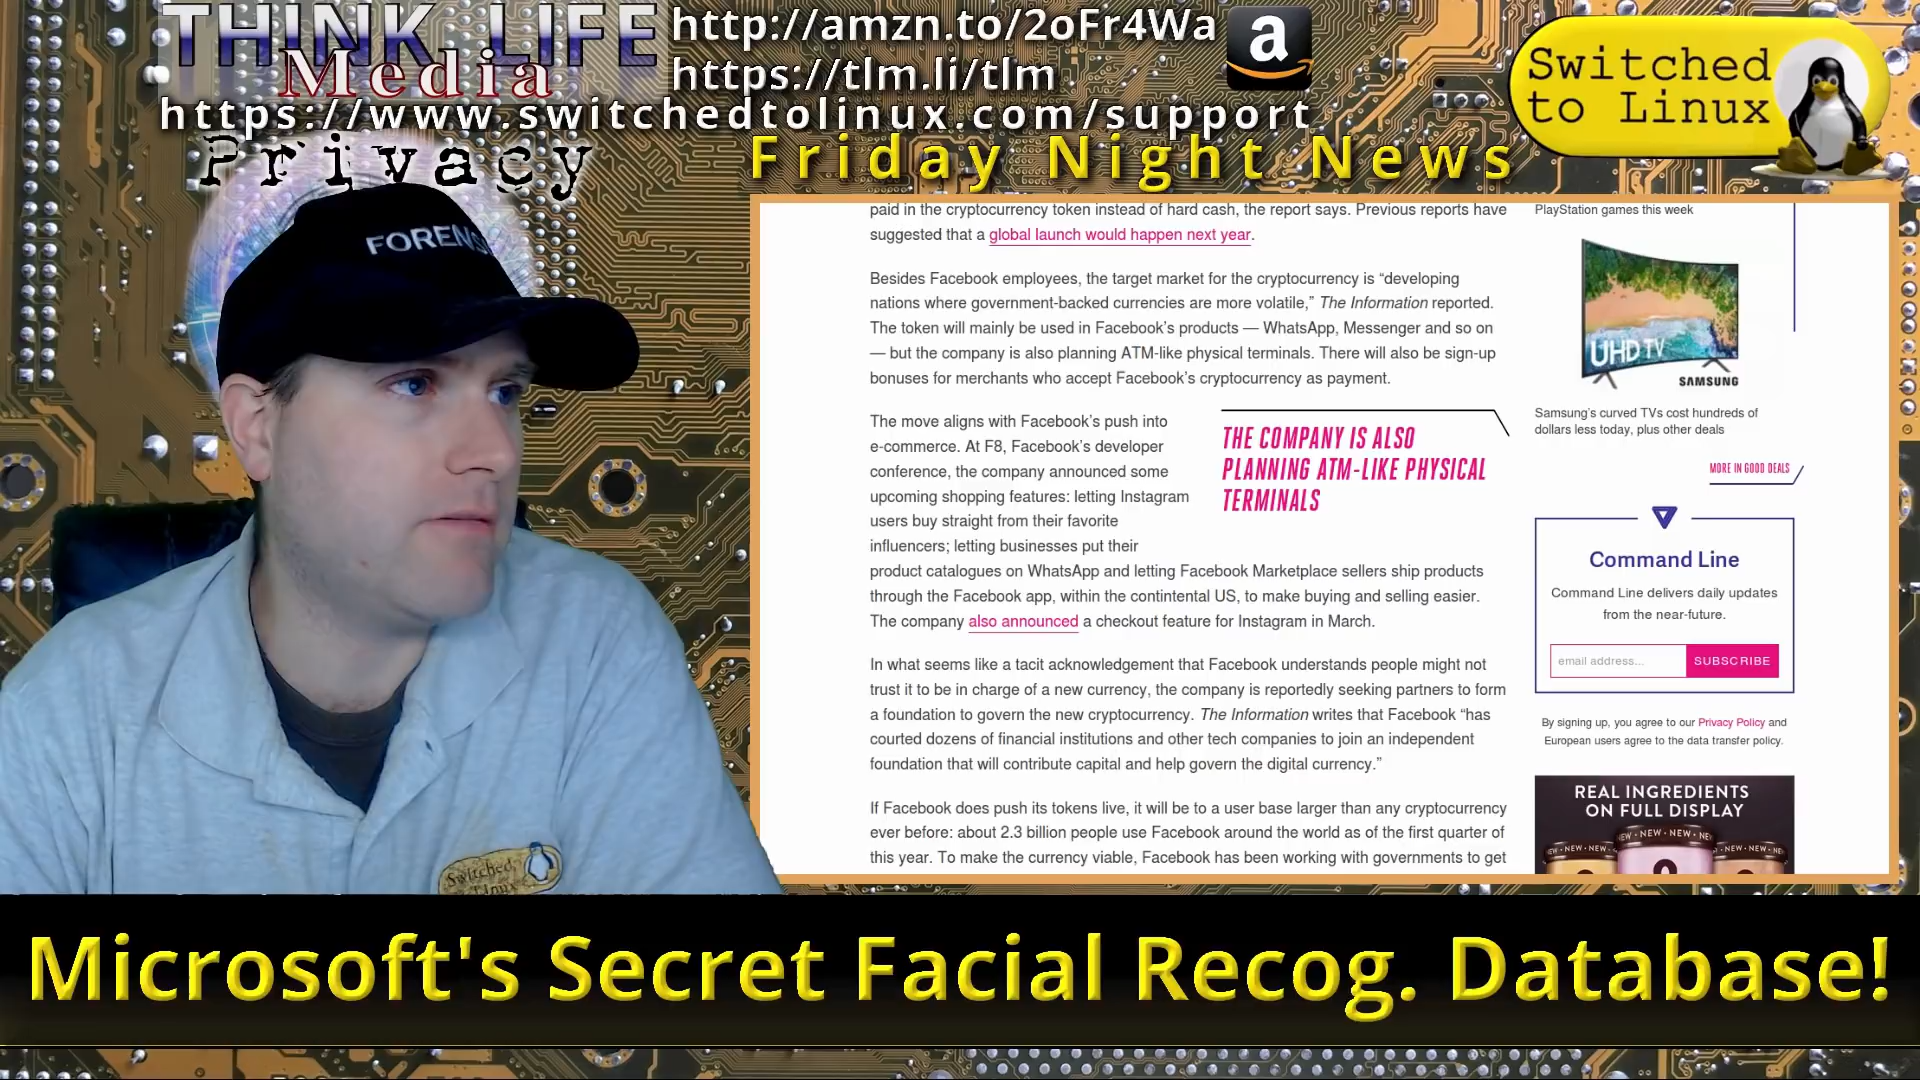 THINK LIFE
Media
http://amzn.to/2oFr4Wa
https://tlm.li/tlm
https://www.switchedtolinux.com/support
Privacy
Friday Night News
Switched
to Linux
a
FORENS
paid in the cryptocurrency token instead of hard cash, the report says. Previous reports have
suggested that a global launch would happen next year.
Besides Facebook employees, the target market for the cryptocurrency is “developing
nations where government-backed currencies are more volatile,” The Information reported.
The token will mainly be used in Facebook’s products — WhatsApp, Messenger and so on
— but the company is also planning ATM-like physical terminals. There will also be sign-up
bonuses for merchants who accept Facebook’s cryptocurrency as payment.
The move aligns with Facebook’s push into
e-commerce. At F8, Facebook’s developer
conference, the company announced some
upcoming shopping features: letting Instagram
users buy straight from their favorite
influencers; letting businesses put their
product catalogues on WhatsApp and letting Facebook Marketplace sellers ship products
through the Facebook app, within the contintental US, to make buying and selling easier.
The company also announced a checkout feature for Instagram in March.
THE COMPANY IS ALSO
PLANNING ATM-LIKE PHYSICAL
TERMINALS
In what seems like a tacit acknowledgement that Facebook understands people might not
trust it to be in charge of a new currency, the company is reportedly seeking partners to form
a foundation to govern the new cryptocurrency. The Information writes that Facebook “has
courted dozens of financial institutions and other tech companies to join an independent
foundation that will contribute capital and help govern the digital currency.”
If Facebook does push its tokens live, it will be to a user base larger than any cryptocurrency
ever before: about 2.3 billion people use Facebook around the world as of the first quarter of
this year. To make the currency viable, Facebook has been working with governments to get
PlayStation games this week
UHD TV
SAMSUNG
Samsung’s curved TVs cost hundreds of
dollars less today, plus other deals
MORE IN GOOD DEALS
Command Line
Command Line delivers daily updates
from the near-future.
email address...
SUBSCRIBE
By signing up, you agree to our Privacy Policy and
European users agree to the data transfer policy.
REAL INGREDIENTS
ON FULL DISPLAY
NEW • NEW • NEW
Switched
to Linux
Microsoft's Secret Facial Recog. Database!